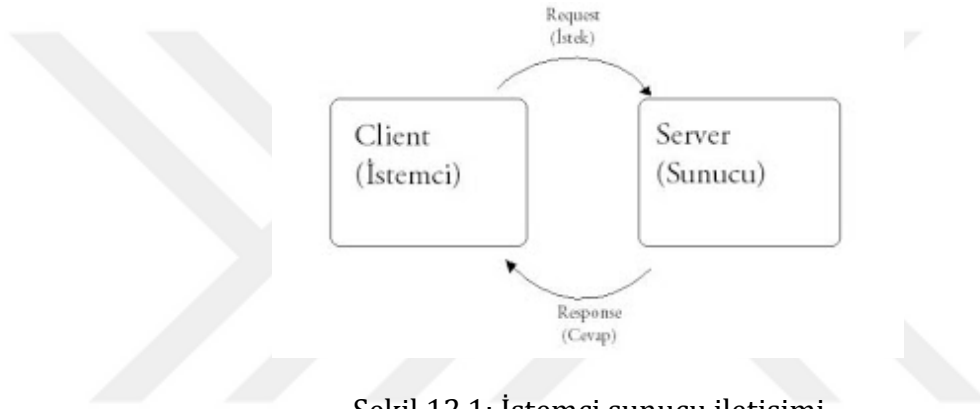 Request
(İstek)
Client
(İstemci)
Server
(Sunucu)
Response
(Cevap)
Şekil 12.1: İstemci sunucu iletişimi